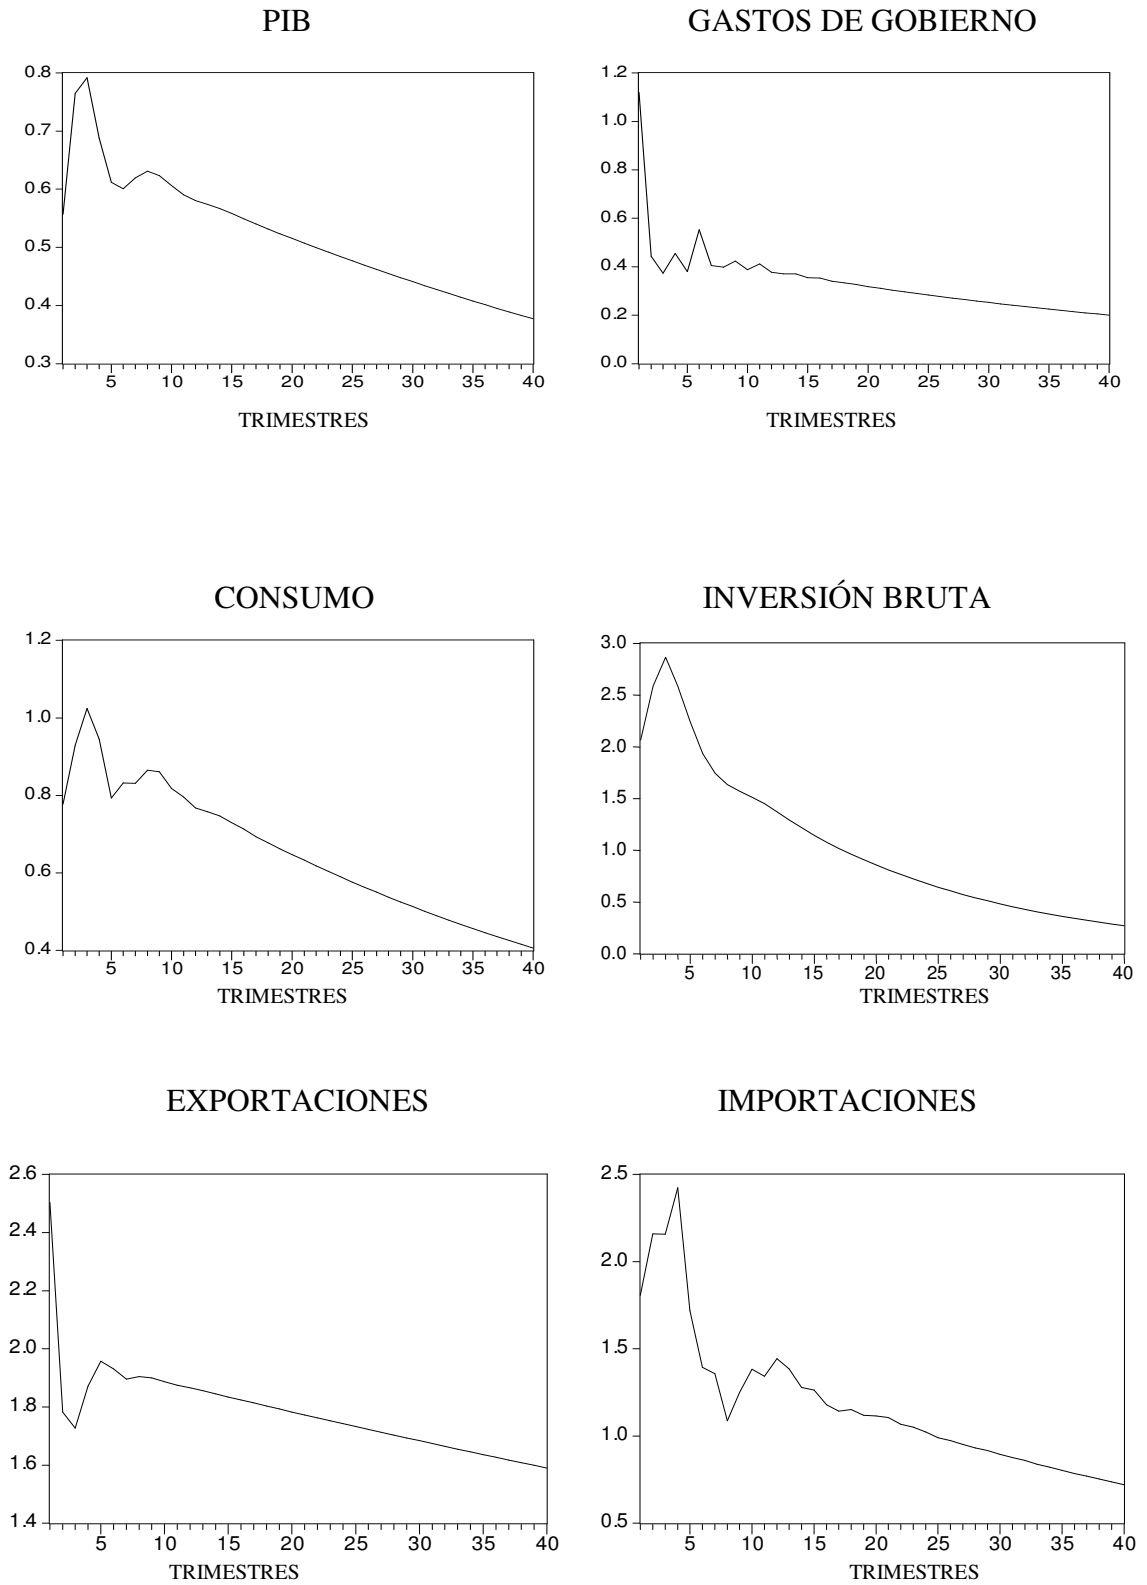 PIB
0.8
0.7
0.6
0.5
0.4
0.3
5 10 15 20 25 30 35 40
TRIMESTRES
GASTOS DE GOBIERNO
1.2
1.0
0.8
0.6
0.4
0.2
0.0
5 10 15 20 25 30 35 40
TRIMESTRES
CONSUMO
1.2
1.0
0.8
0.6
0.4
5 10 15 20 25 30 35 40
TRIMESTRES
INVERSIÓN BRUTA
3.0
2.5
2.0
1.5
1.0
0.5
0.0
5 10 15 20 25 30 35 40
TRIMESTRES
EXPORTACIONES
2.6
2.4
2.2
2.0
1.8
1.6
1.4
5 10 15 20 25 30 35 40
TRIMESTRES
IMPORTACIONES
2.5
2.0
1.5
1.0
0.5
5 10 15 20 25 30 35 40
TRIMESTRES